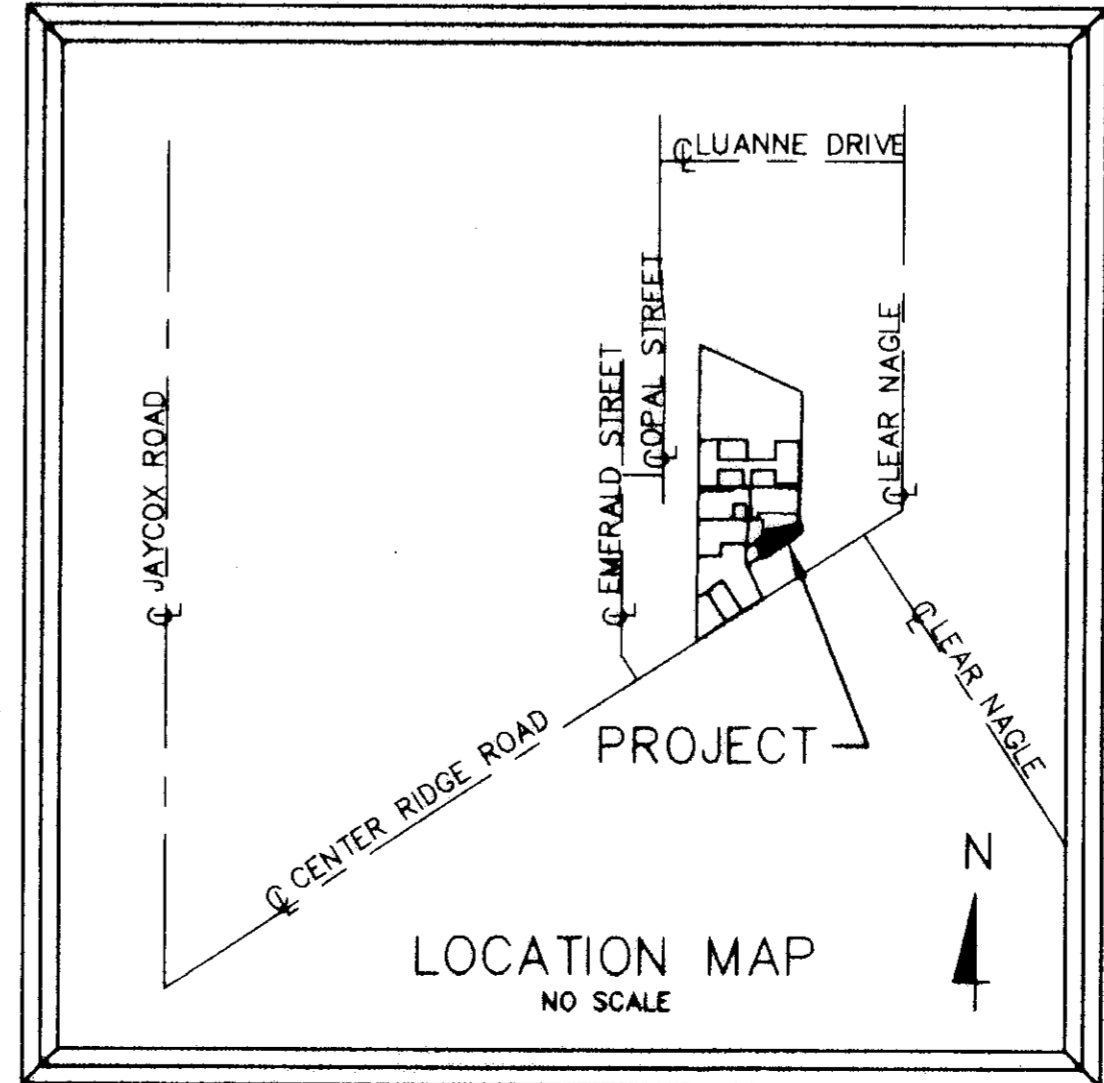 ℄ LUANNE DRIVE
℄ OPAL STREET
℄ EMERALD STREET
℄ JAYCOX ROAD
℄ LEAR NAGLE
℄ LEAR NAGLE
℄ CENTER RIDGE ROAD
PROJECT
N
LOCATION MAP
NO SCALE